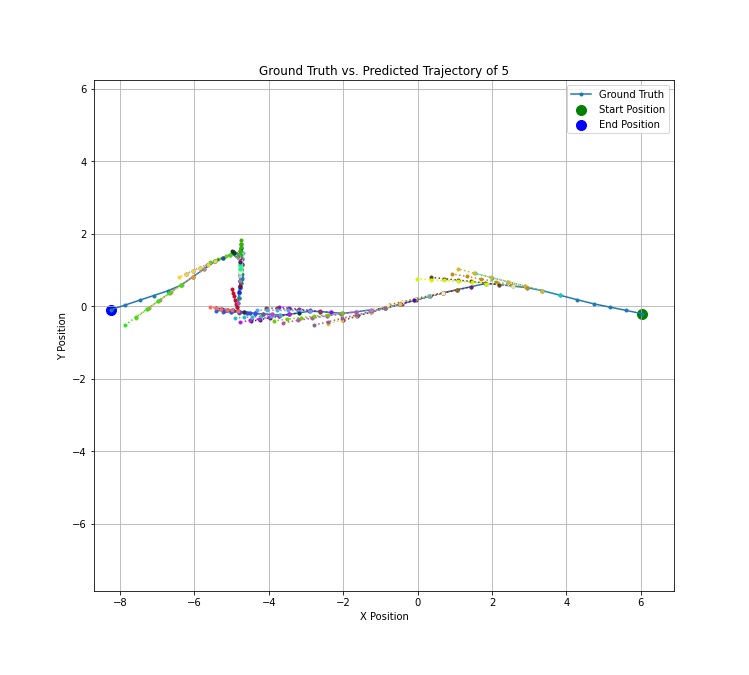 Ground Truth vs. Predicted Trajectory of 5
Ground Truth
Start Position
End Position
6
4
2
0
−2
−4
−6
Y Position
−8
−6
−4
−2
0
2
4
6
X Position